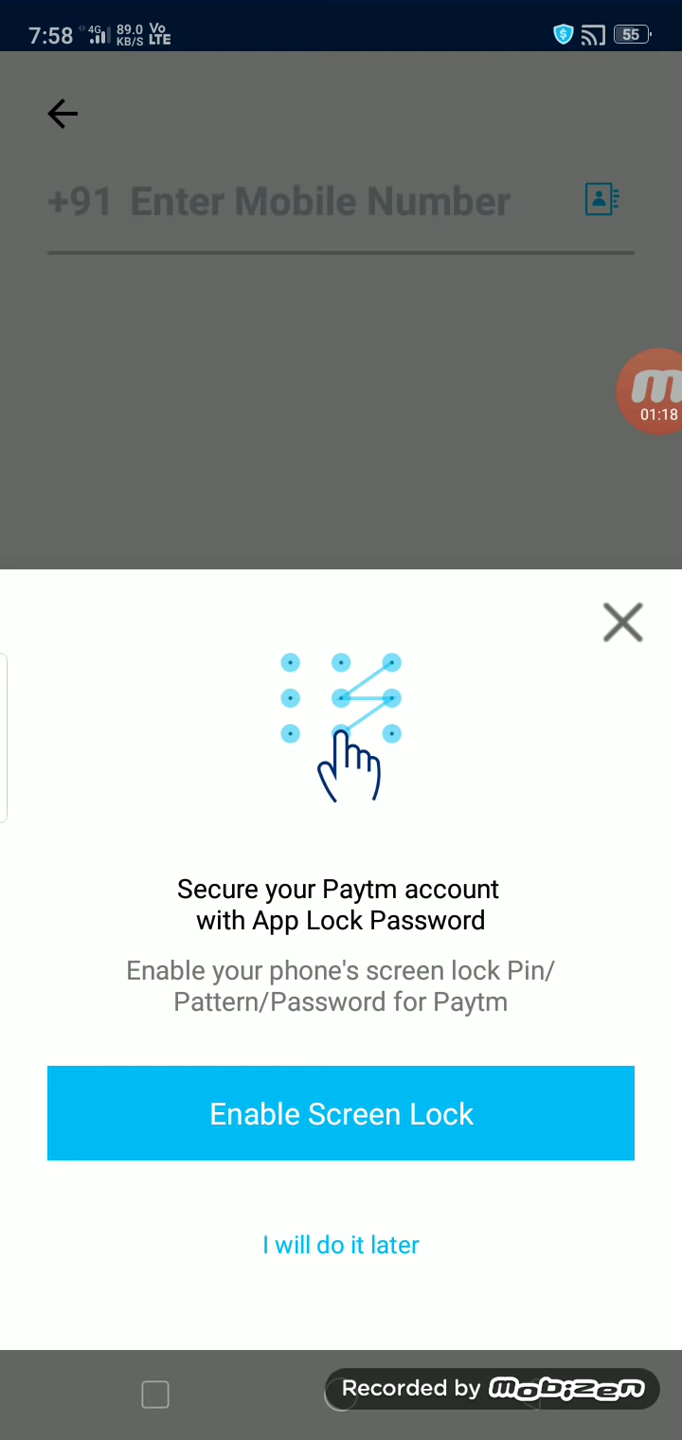 7:58 4G 89.0 KB/S Vo LTE 55
+91 Enter Mobile Number
m
01:18
Secure your Paytm account
with App Lock Password
Enable your phone's screen lock Pin/
Pattern/Password for Paytm
Enable Screen Lock
I will do it later
Recorded by mobizen